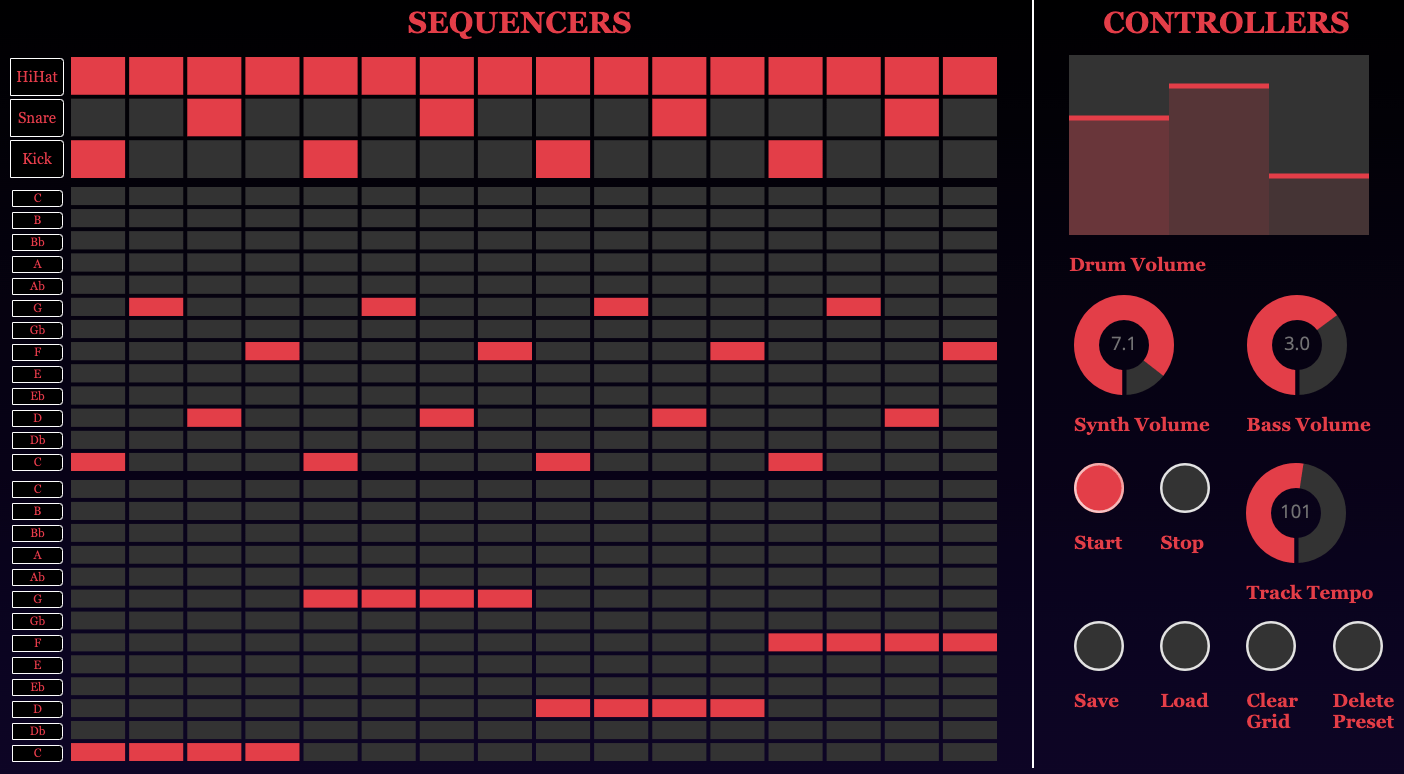 SEQUENCERS
CONTROLLERS
HiHat
Snare
Kick
C
B
Bb
A
Ab
G
Gb
F
E
Eb
D
Db
C
C
B
Bb
A
Ab
G
Gb
F
E
Eb
D
Db
C
Drum Volume
7.1
3.0
Synth Volume
Bass Volume
101
Start
Stop
Track Tempo
Save
Load
Clear
Grid
Delete
Preset